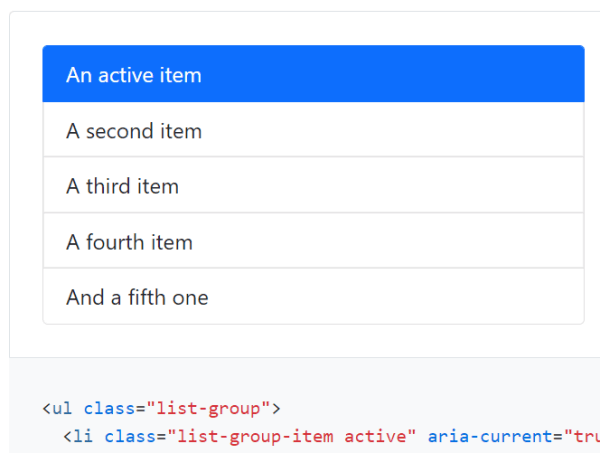 An active item
A second item
A third item
A fourth item
And a fifth one
<ul class="list-group">
<li class="list-group-item active" aria-current="tru